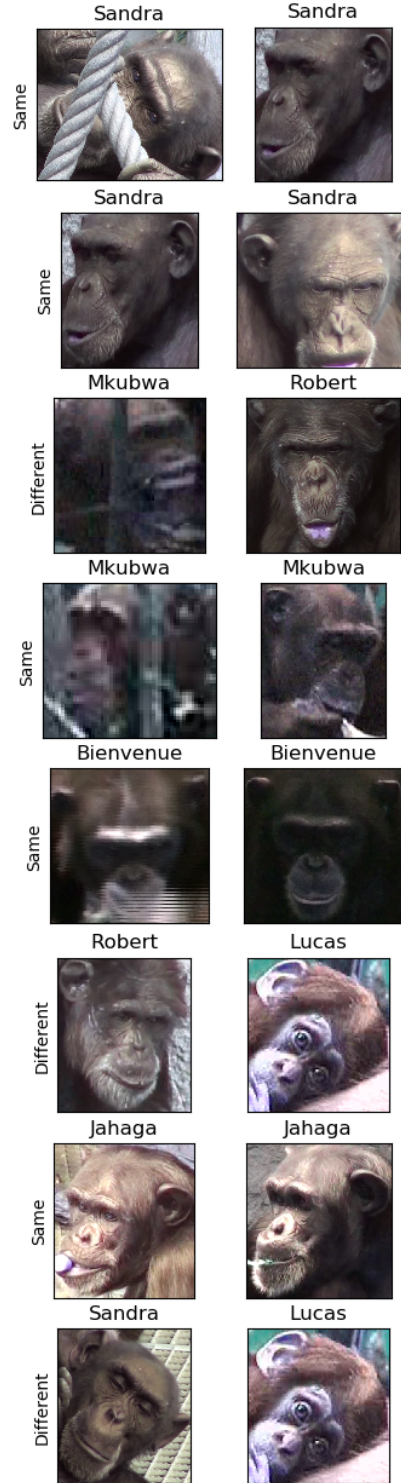 Sandra Sandra
Same
Sandra Sandra
Same
Mkubwa Robert
Different
Mkubwa Mkubwa
Same
Bienvenue Bienvenue
Same
Robert Lucas
Different
Jahaga Jahaga
Same
Sandra Lucas
Different